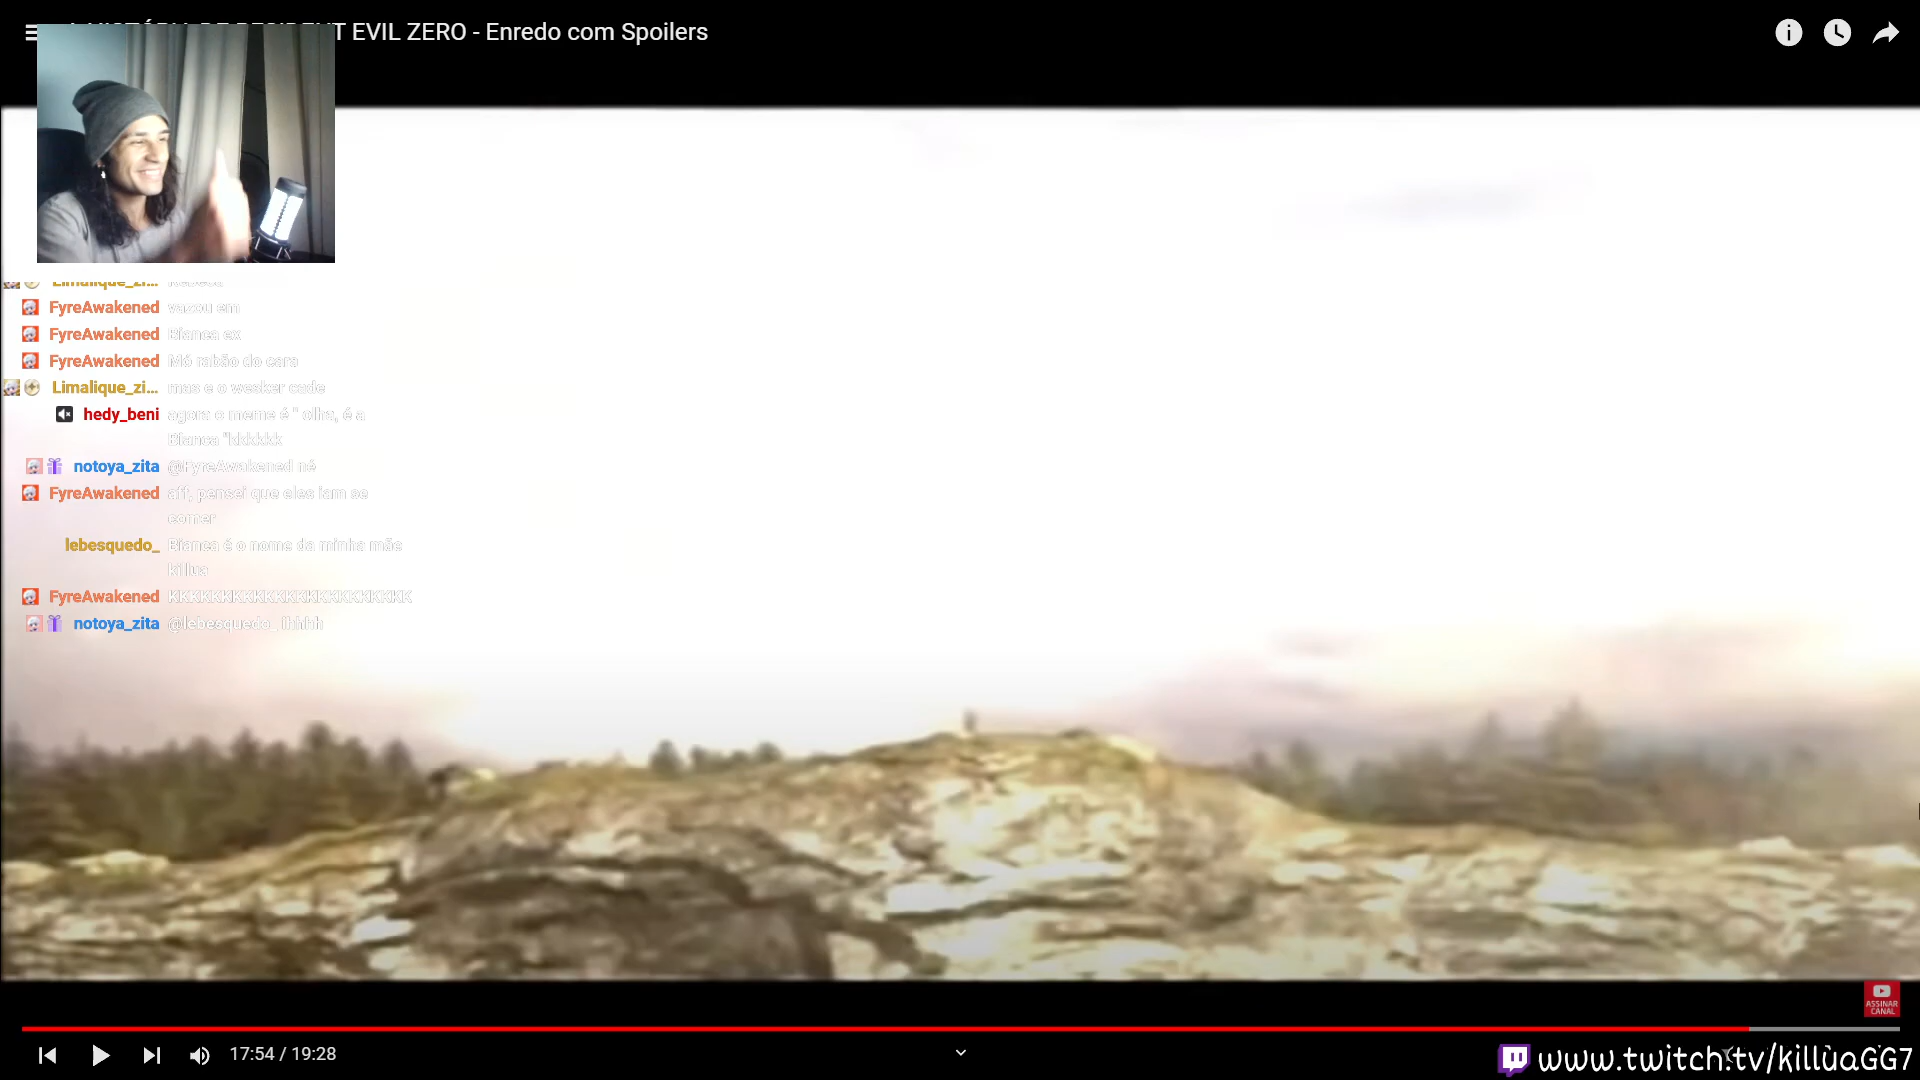 T EVIL ZERO - Enredo com Spoilers
Limalique_zi...
FyreAwakened vazou em
FyreAwakened Bianca ex
FyreAwakened Mó rabão do cara
Limalique_zi... mas e o wesker cade
hedy_beni agora o meme é " olha, é a
Bianca "kkkkkk
notoya_zita @FyreAwakened né
FyreAwakened aff, pensei que eles iam se
comer
lebesquedo_ Bianca é o nome da minha mãe
killua
FyreAwakened KKKKKKKKKKKKKKKKKKKKKKK
notoya_zita @lebesquedo_ ihhhh
ASSINAR
CANAL
17:54 / 19:28
www.twitch.tv/killùaGG7